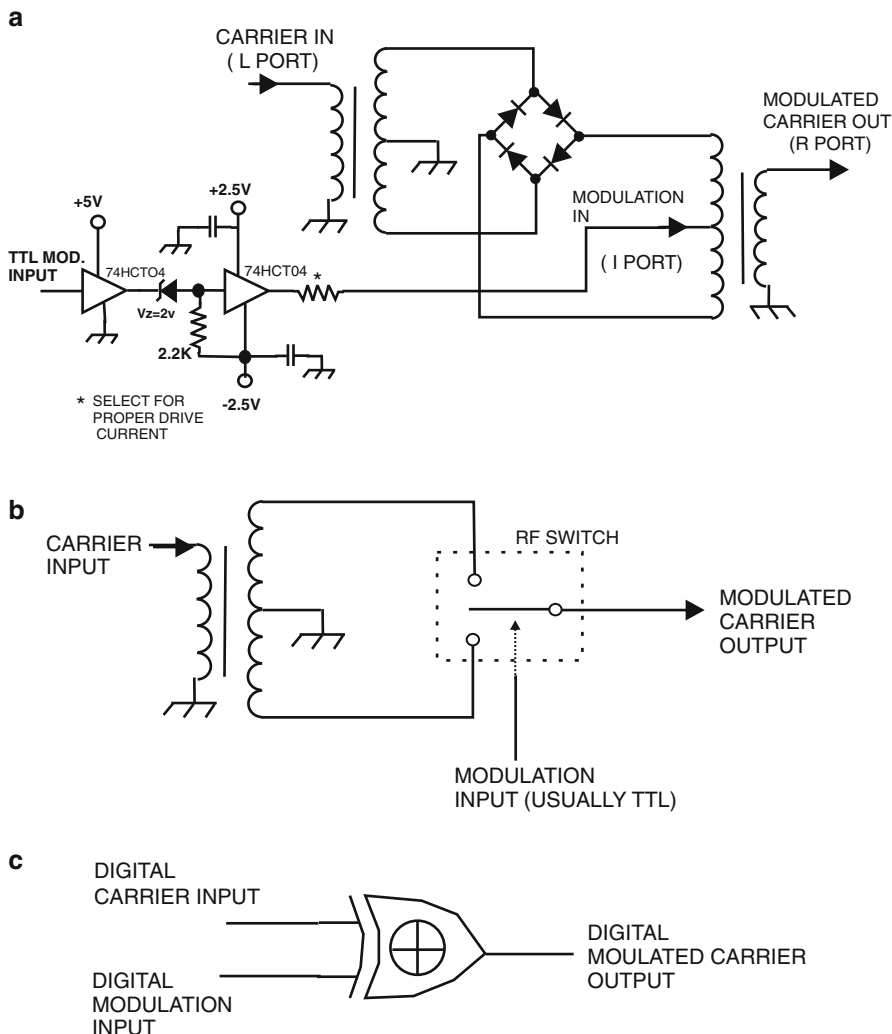 a
CARRIER IN
( L PORT)
MODULATED
CARRIER OUT
(R PORT)
MODULATION
IN
( I PORT)
+5V
+2.5V
TTL MOD.
INPUT
74HCTO4
74HCT04
*
Vz=2v
2.2K
-2.5V
* SELECT FOR
PROPER DRIVE
CURRENT
b
CARRIER
INPUT
RF SWITCH
MODULATED
CARRIER
OUTPUT
MODULATION
INPUT (USUALLY TTL)
c
DIGITAL
CARRIER INPUT
DIGITAL
MODULATION
INPUT
DIGITAL
MOULATED CARRIER
OUTPUT